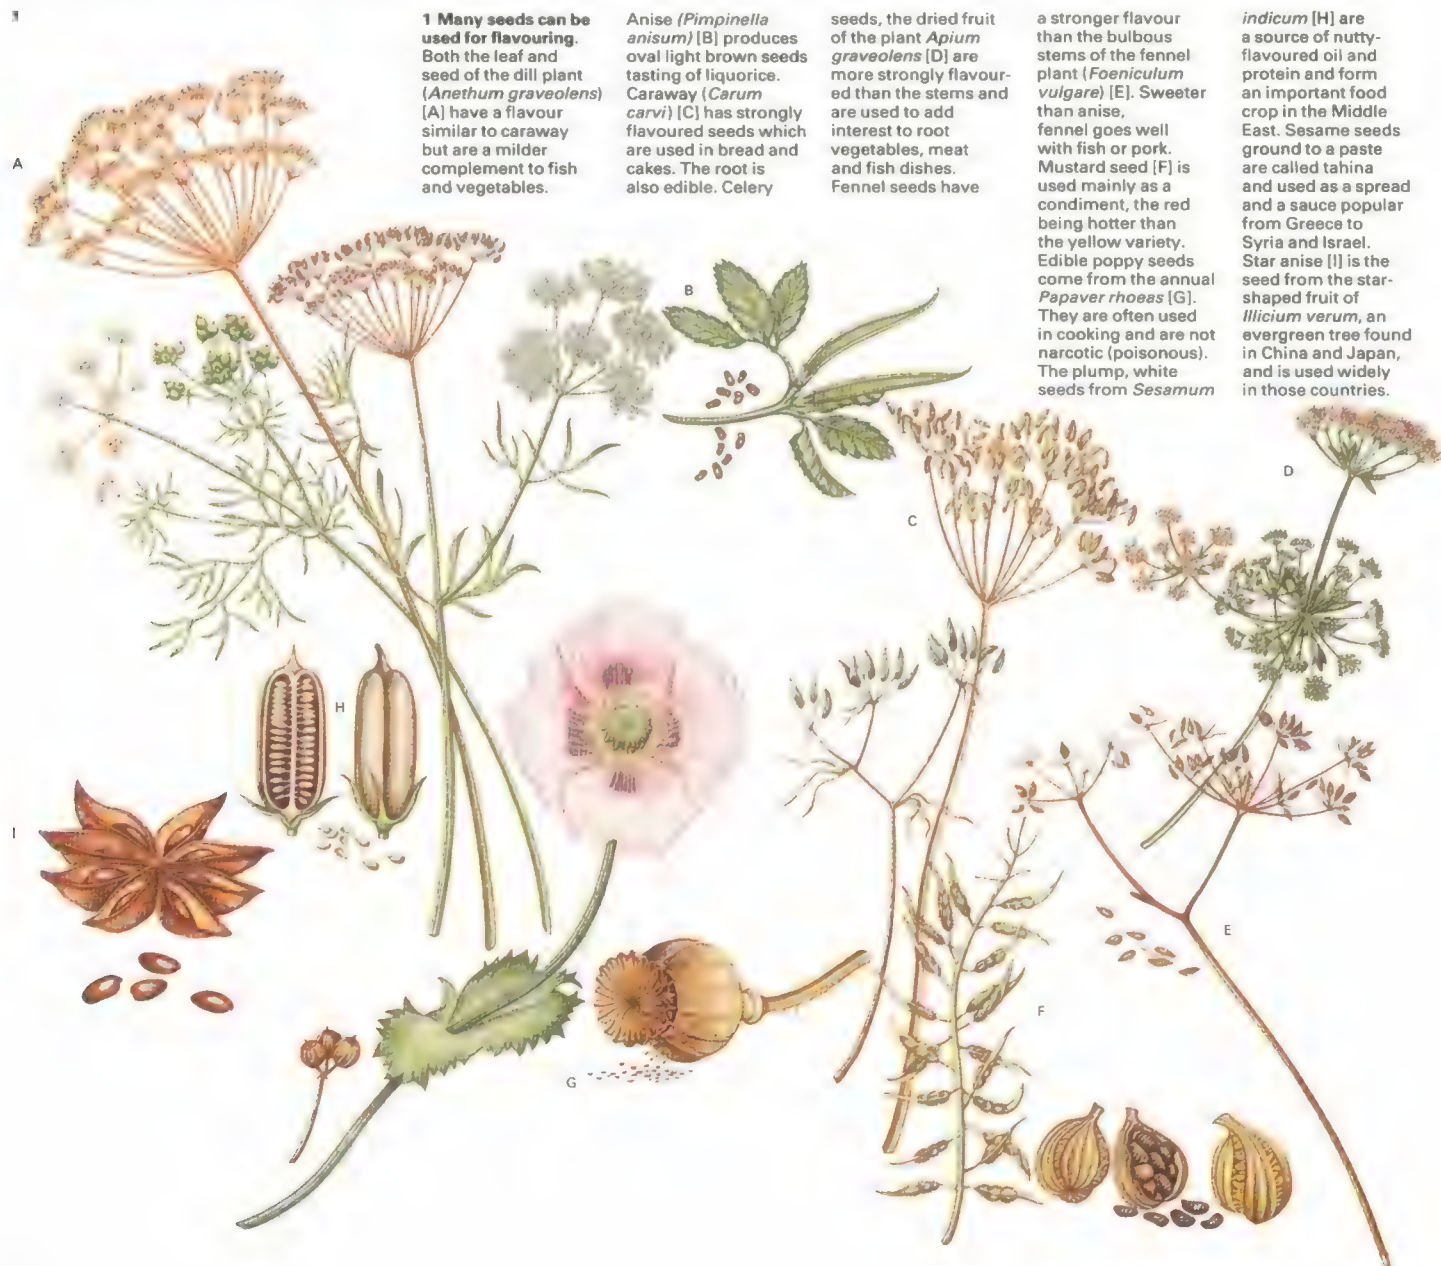 1
1 Many seeds can be
used for flavouring.
Both the leaf and
seed of the dill plant
(Anethum graveolens)
[A] have a flavour
similar to caraway
but are a milder
complement to fish
and vegetables.
Anise (Pimpinella
anisum) [B] produces
oval light brown seeds
tasting of liquorice.
Caraway (Carum
carvi) [C] has strongly
flavoured seeds which
are used in bread and
cakes. The root is
also edible. Celery
seeds, the dried fruit
of the plant Apium
graveolens [D] are
more strongly flavour-
ed than the stems and
are used to add
interest to root
vegetables, meat
and fish dishes.
Fennel seeds have
a stronger flavour
than the bulbous
stems of the fennel
plant (Foeniculum
vulgare) [E]. Sweeter
than anise,
fennel goes well
with fish or pork.
Mustard seed [F] is
used mainly as a
condiment, the red
being hotter than
the yellow variety.
Edible poppy seeds
come from the annual
Papaver rhoeas [G].
They are often used
in cooking and are not
narcotic (poisonous).
The plump, white
seeds from Sesamum
indicum [H] are
a source of nutty-
flavoured oil and
protein and form
an important food
crop in the Middle
East. Sesame seeds
ground to a paste
are called tahina
and used as a spread
and a sauce popular
from Greece to
Syria and Israel.
Star anise [I] is the
seed from the star-
shaped fruit of
Illicium verum, an
evergreen tree found
in China and Japan,
and is used widely
in those countries.
A
B
C
D
H
I
E
F
G